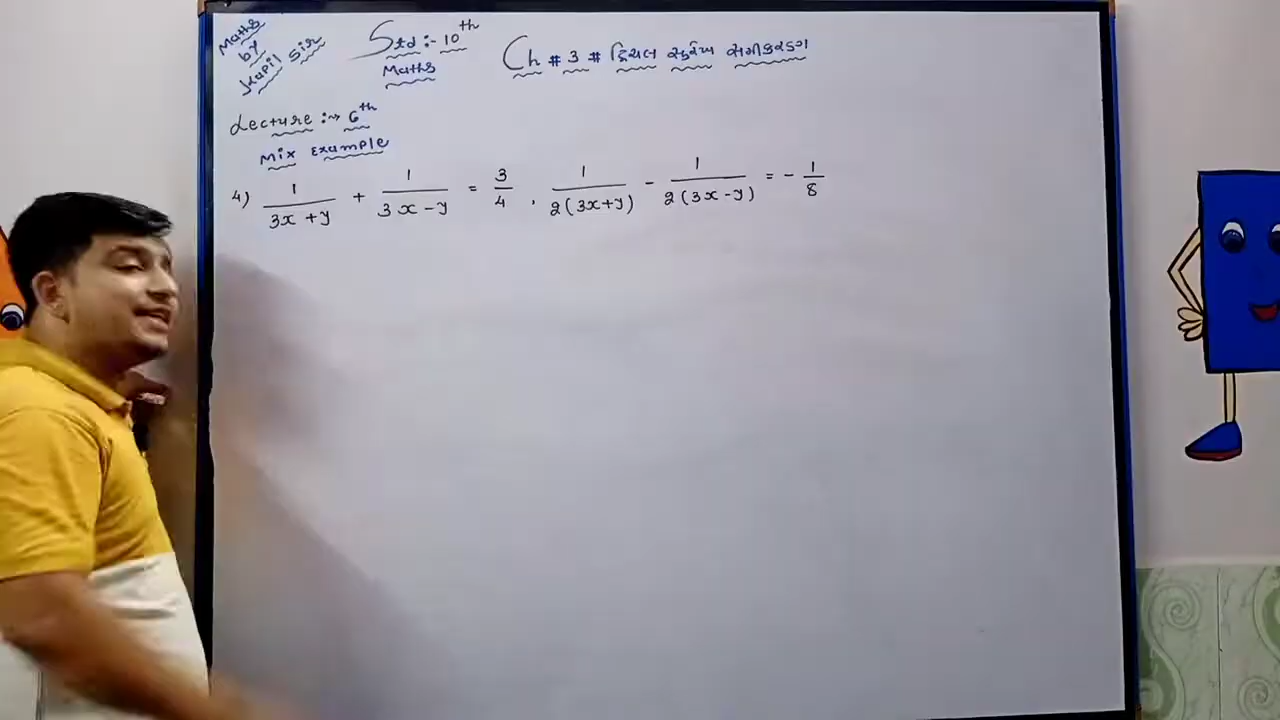 Maths
by
Kapil Sir
Std :- 10th
Maths
Ch # 3 # દ્વિચલ સુરેખ સમીકરણ
Lecture :→ 6th
Mix Example
4) 1/(3x+y) + 1/(3x-y) = 3/4 , 1/(2(3x+y)) - 1/(2(3x-y)) = - 1/8